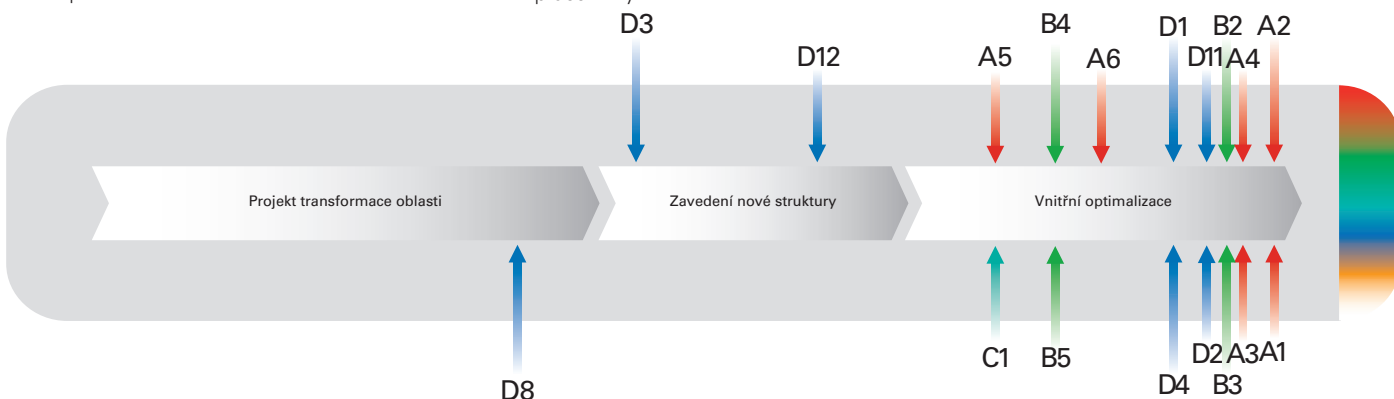 D3 B4 D1 B2 A2
D12 A5 A6 D11 A4
Projekt transformace oblasti Zavedení nové struktury Vnitřní optimalizace
C1 B5 D2 A3 A1
D8 D4 B3